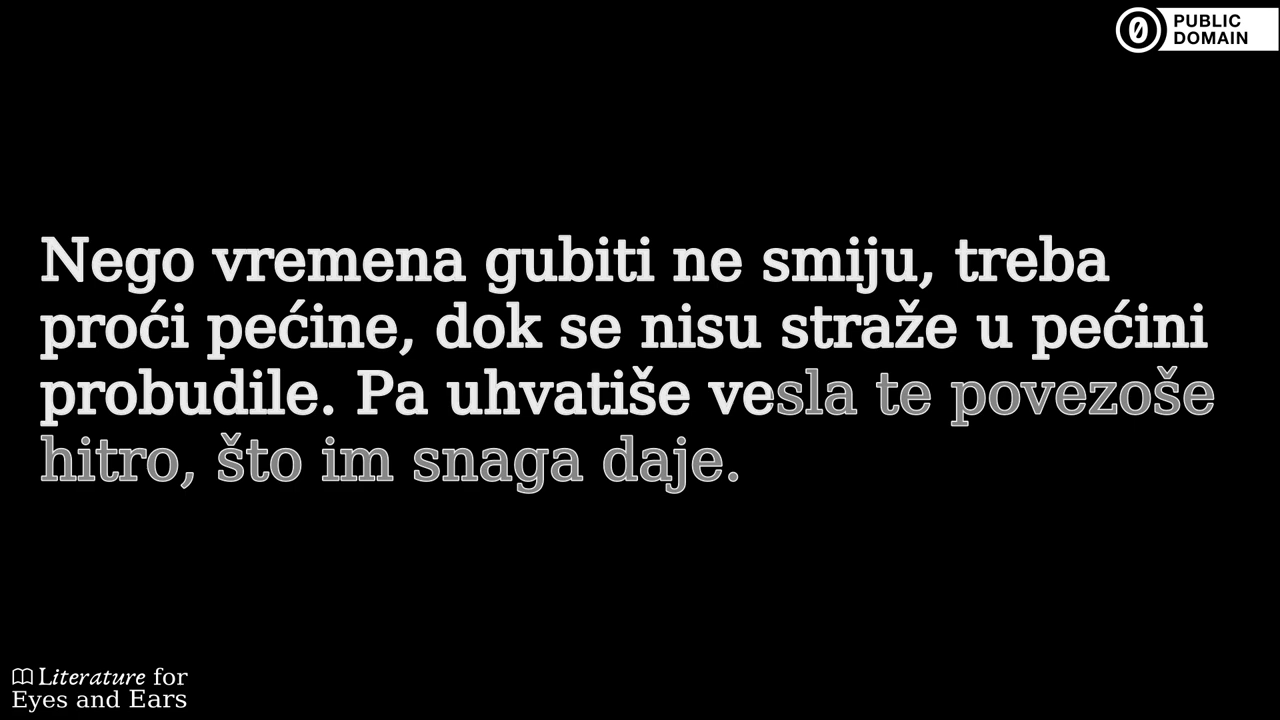 PUBLIC
DOMAIN
Nego vremena gubiti ne smiju, treba
proći pećine, dok se nisu straže u pećini
probudile. Pa uhvatiše vesla te povezoše
hitro, što im snaga daje.
Literature for
Eyes and Ears